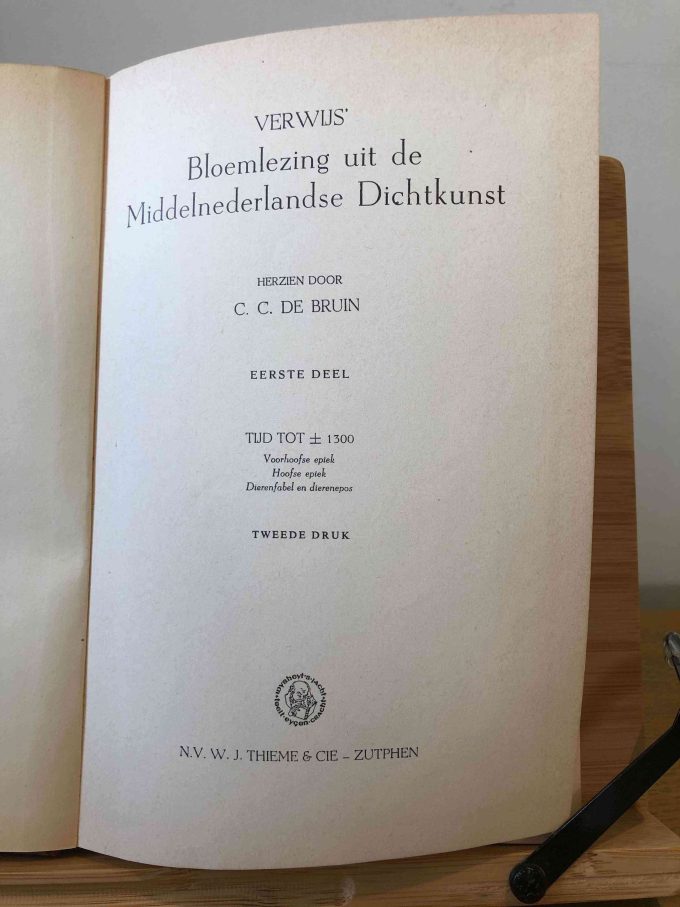 VERWIJS'
Bloemlezing uit de
Middelnederlandse Dichtkunst
HERZIEN DOOR
C. C. DE BRUIN
EERSTE DEEL
TIJD TOT ± 1300
Voorhoofse epiek
Hoofse epiek
Dierenfabel en dierenepos
TWEEDE DRUK
N.V. W. J. THIEME & CIE – ZUTPHEN